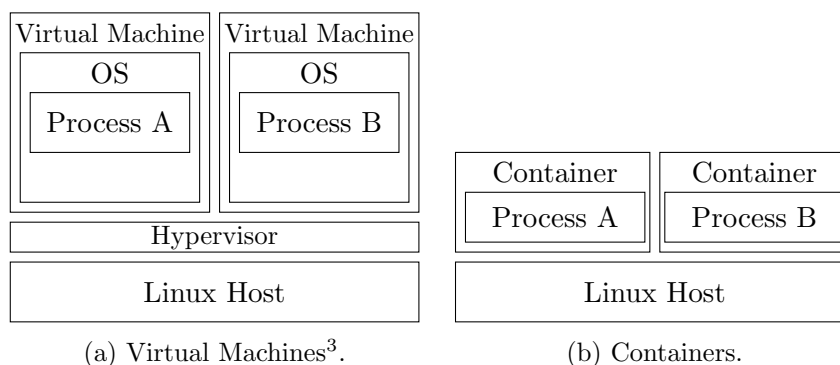 Virtual Machine
OS
Process A
Virtual Machine
OS
Process B
Hypervisor
Linux Host
(a) Virtual Machines³.
Container
Process A
Container
Process B
Linux Host
(b) Containers.